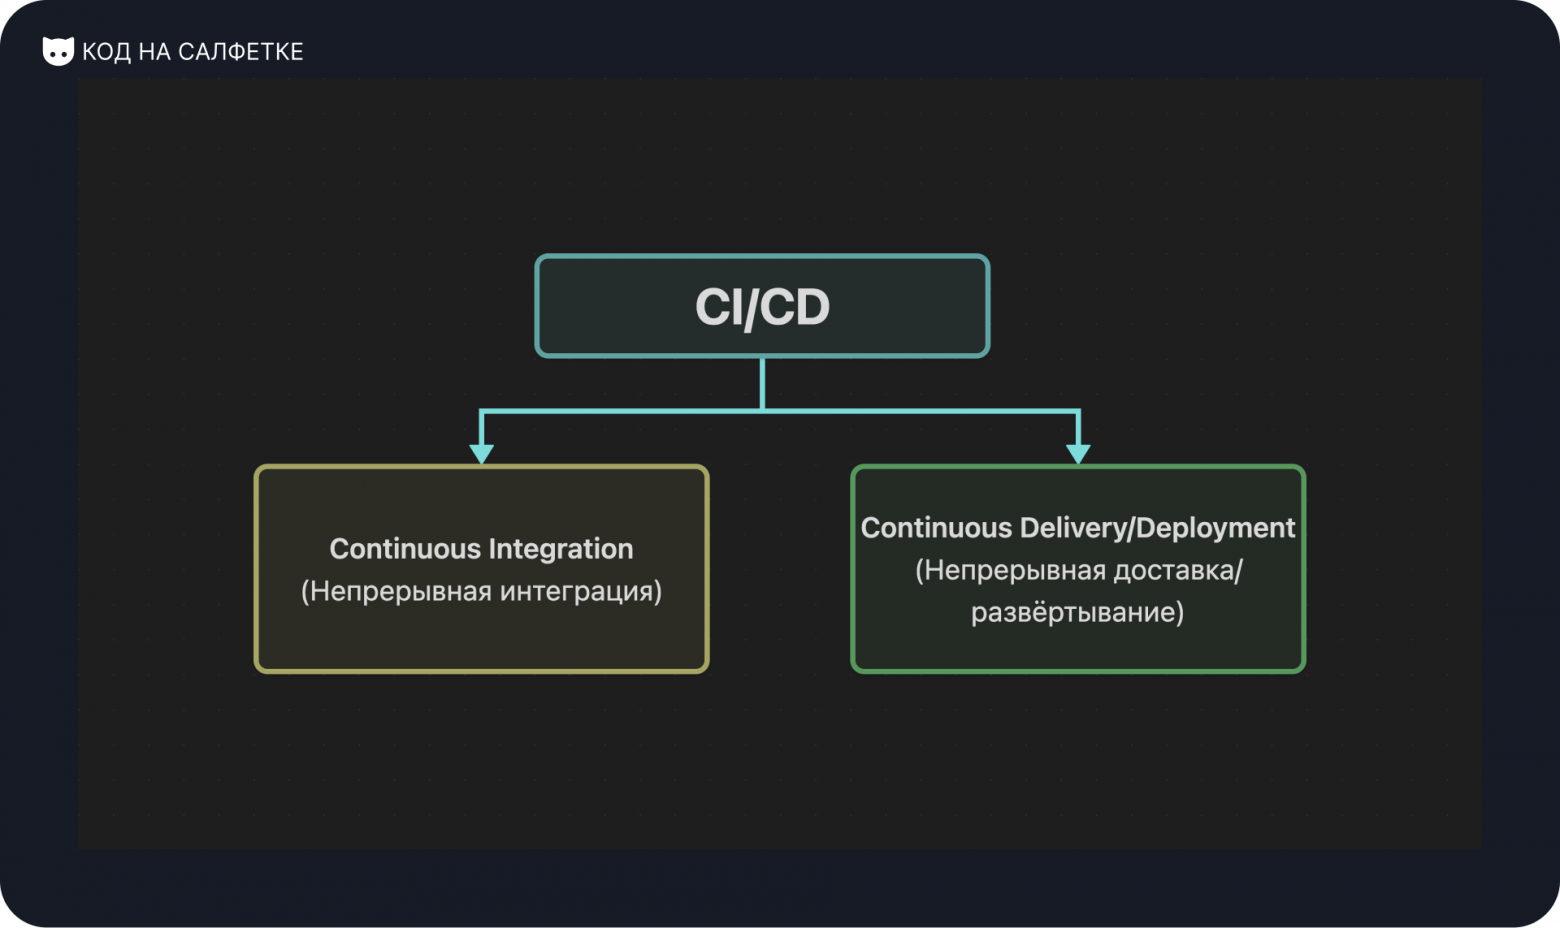 КОД НА САЛФЕТКЕ
CI/CD
Continuous Integration
(Непрерывная интеграция)
Continuous Delivery/Deployment
(Непрерывная доставка/
развёртывание)